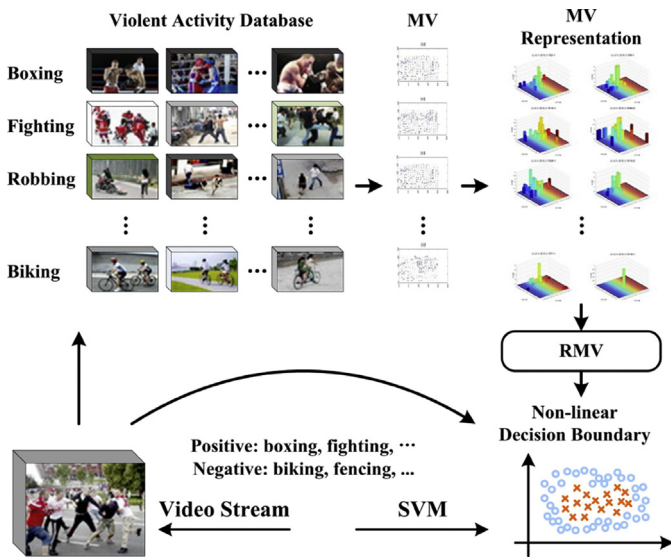 Violent Activity Database
MV
MV
Representation
Boxing
Fighting
Robbing
Biking
RMV
Non-linear
Decision Boundary
Positive: boxing, fighting, ···
Negative: biking, fencing, ...
Video Stream
SVM